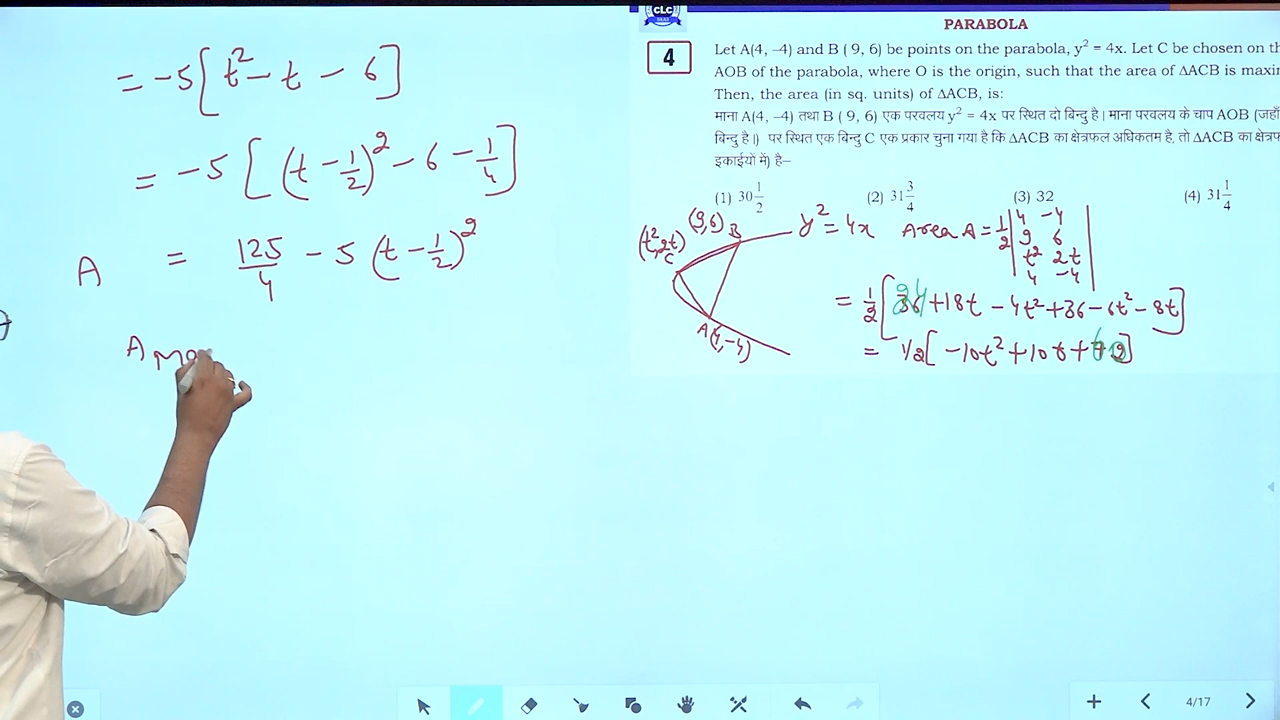 = -5[t² - t - 6]
= -5[(t - 1/2)² - 6 - 1/4]
A = 125/4 - 5(t - 1/2)²
A ma
CLC
PARABOLA
4
Let A(4, –4) and B ( 9, 6) be points on the parabola, y² = 4x. Let C be chosen on th
AOB of the parabola, where O is the origin, such that the area of ΔACB is maxin
Then, the area (in sq. units) of ΔACB, is:
माना A(4, –4) तथा B ( 9, 6) एक परवलय y² = 4x पर स्थित दो बिन्दु है। माना परवलय के चाप AOB (जहाँ
बिन्दु है।) पर स्थित एक बिन्दु C एक प्रकार चुना गया है कि ΔACB का क्षेत्रफल अधिकतम है, तो ΔACB का क्षेत्रफ
इकाईयों में) है–
(1) 30 1/2 (2) 31 3/4 (3) 32 (4) 31 1/4
(t², 2t) C
(9,6) B
A(4,-4)
y² = 4x
Area A = 1/2 | 4 -4
9 6
t² 2t
4 -4 |
= 1/2 [24 + 18t - 4t² + 36 - 6t² - 8t]
= 1/2 [-10t² + 10t + 60]
4/17